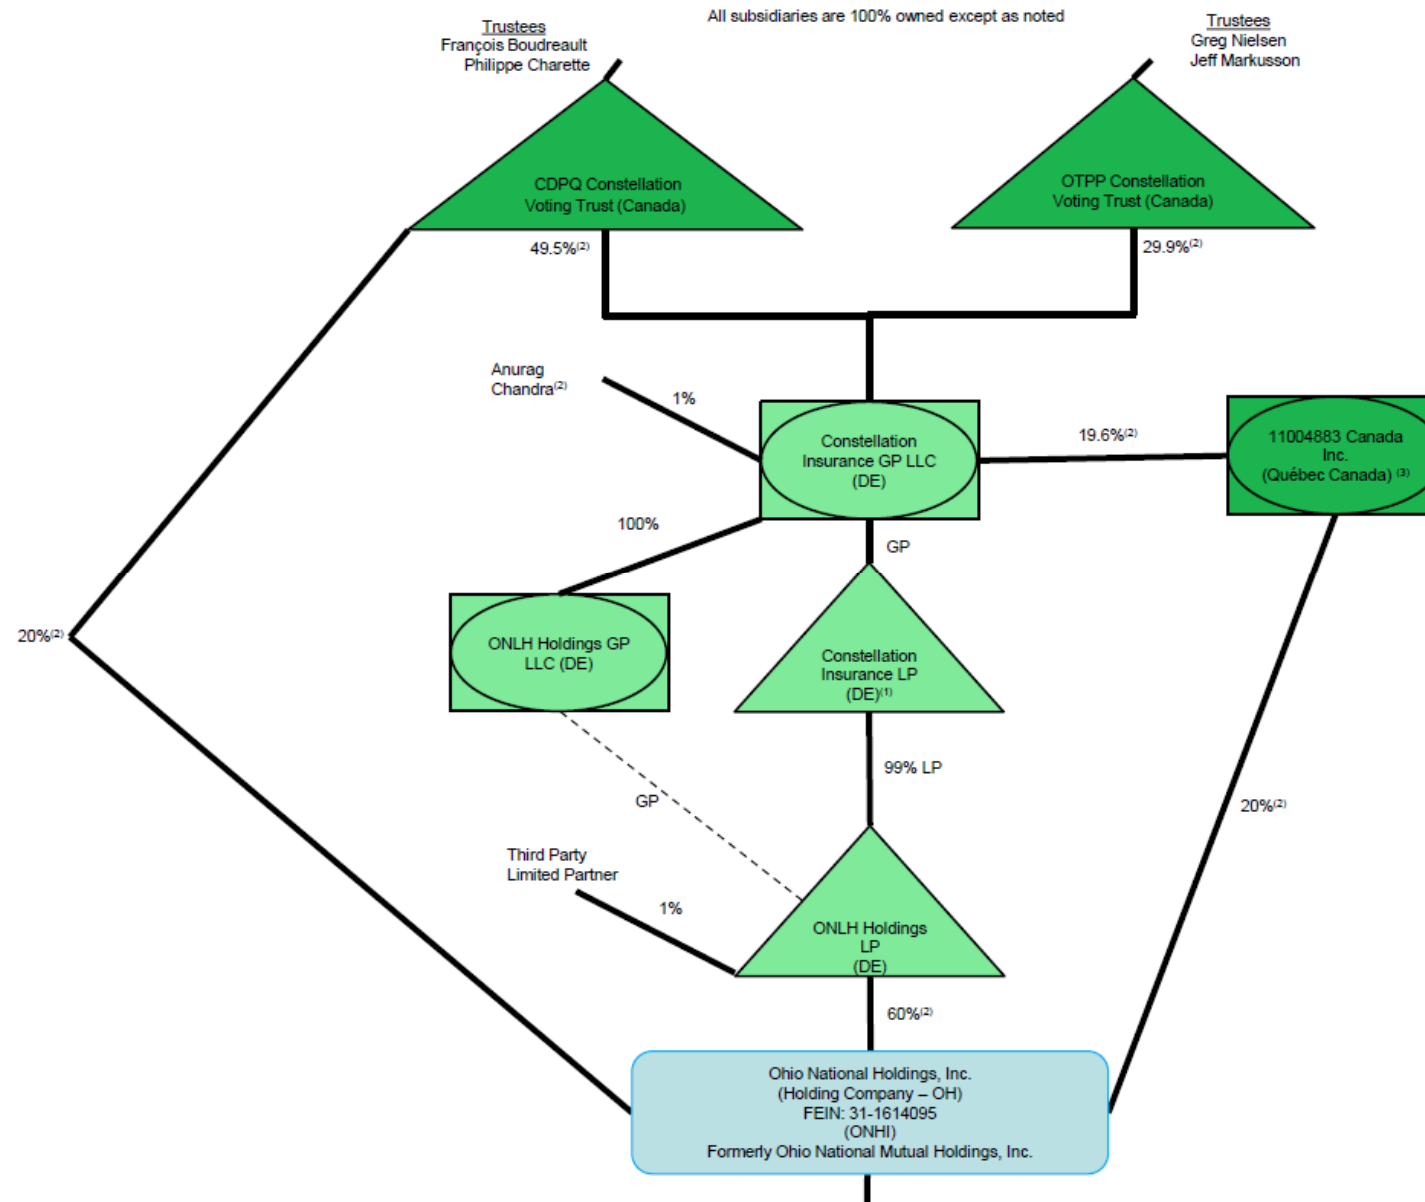 All subsidiaries are 100% owned except as noted
Trustees
François Boudreault
Philippe Charette
Trustees
Greg Nielsen
Jeff Markusson
CDPQ Constellation
Voting Trust (Canada)
OTPP Constellation
Voting Trust (Canada)
49.5%(2)
29.9%(2)
Anurag
Chandra(2)
1%
Constellation
Insurance GP LLC
(DE)
19.6%(2)
11004883 Canada
Inc.
(Québec Canada) (3)
100%
GP
ONLH Holdings GP
LLC (DE)
Constellation
Insurance LP
(DE)(1)
20%(2)
99% LP
GP
20%(2)
Third Party
Limited Partner
1%
ONLH Holdings
LP
(DE)
60%(2)
Ohio National Holdings, Inc.
(Holding Company – OH)
FEIN: 31-1614095
(ONHI)
Formerly Ohio National Mutual Holdings, Inc.